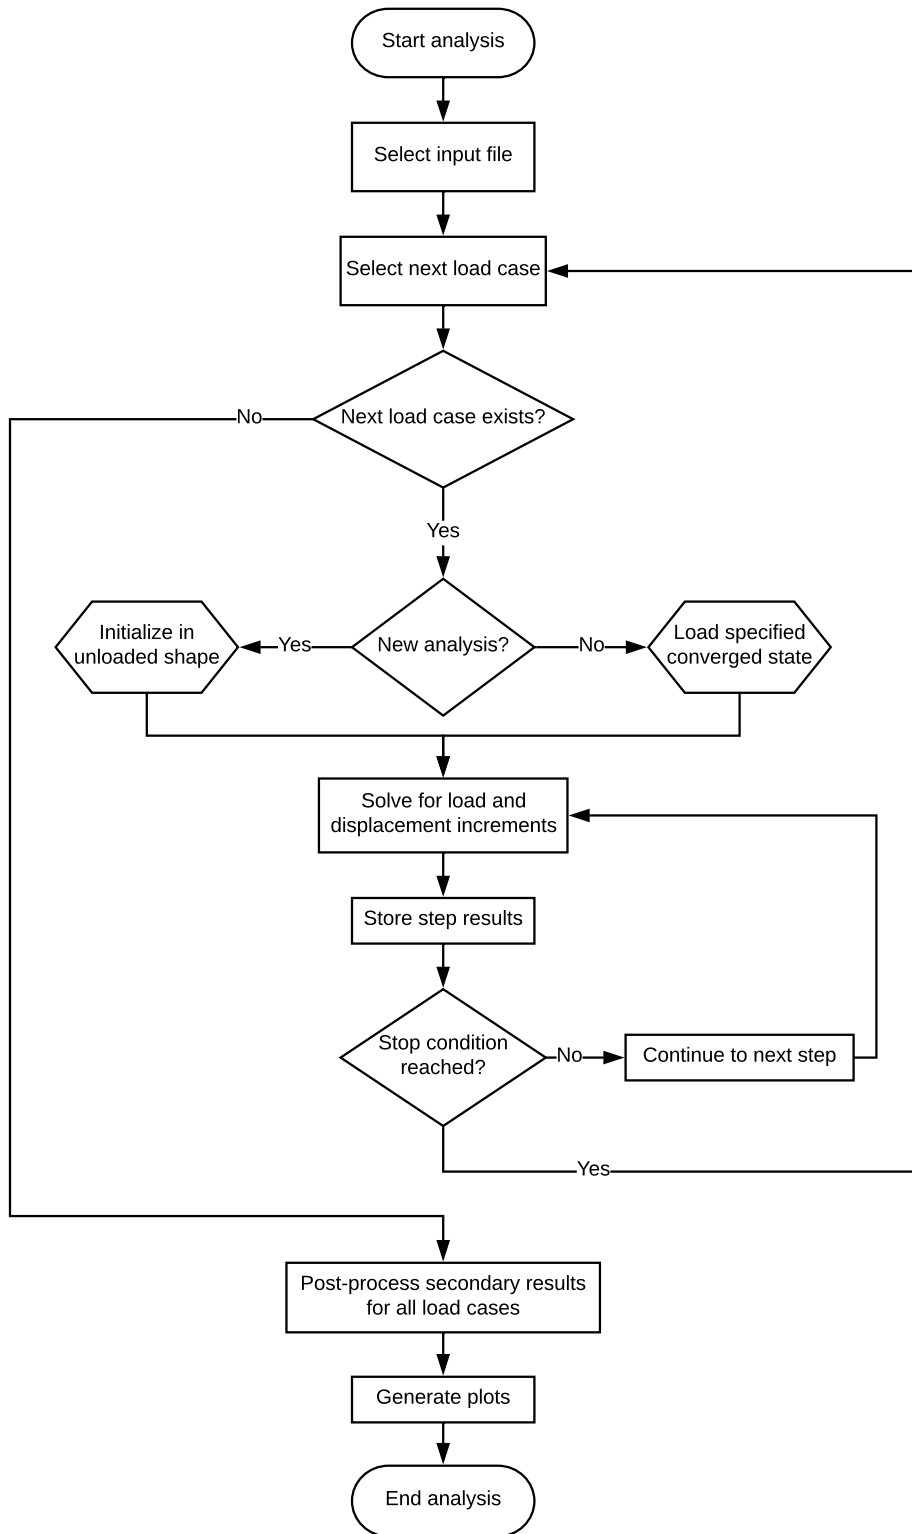 Start analysis
Select input file
Select next load case
Next load case exists?
No
Yes
New analysis?
Yes
No
Initialize in
unloaded shape
Load specified
converged state
Solve for load and
displacement increments
Store step results
Stop condition
reached?
No
Continue to next step
Yes
Post-process secondary results
for all load cases
Generate plots
End analysis